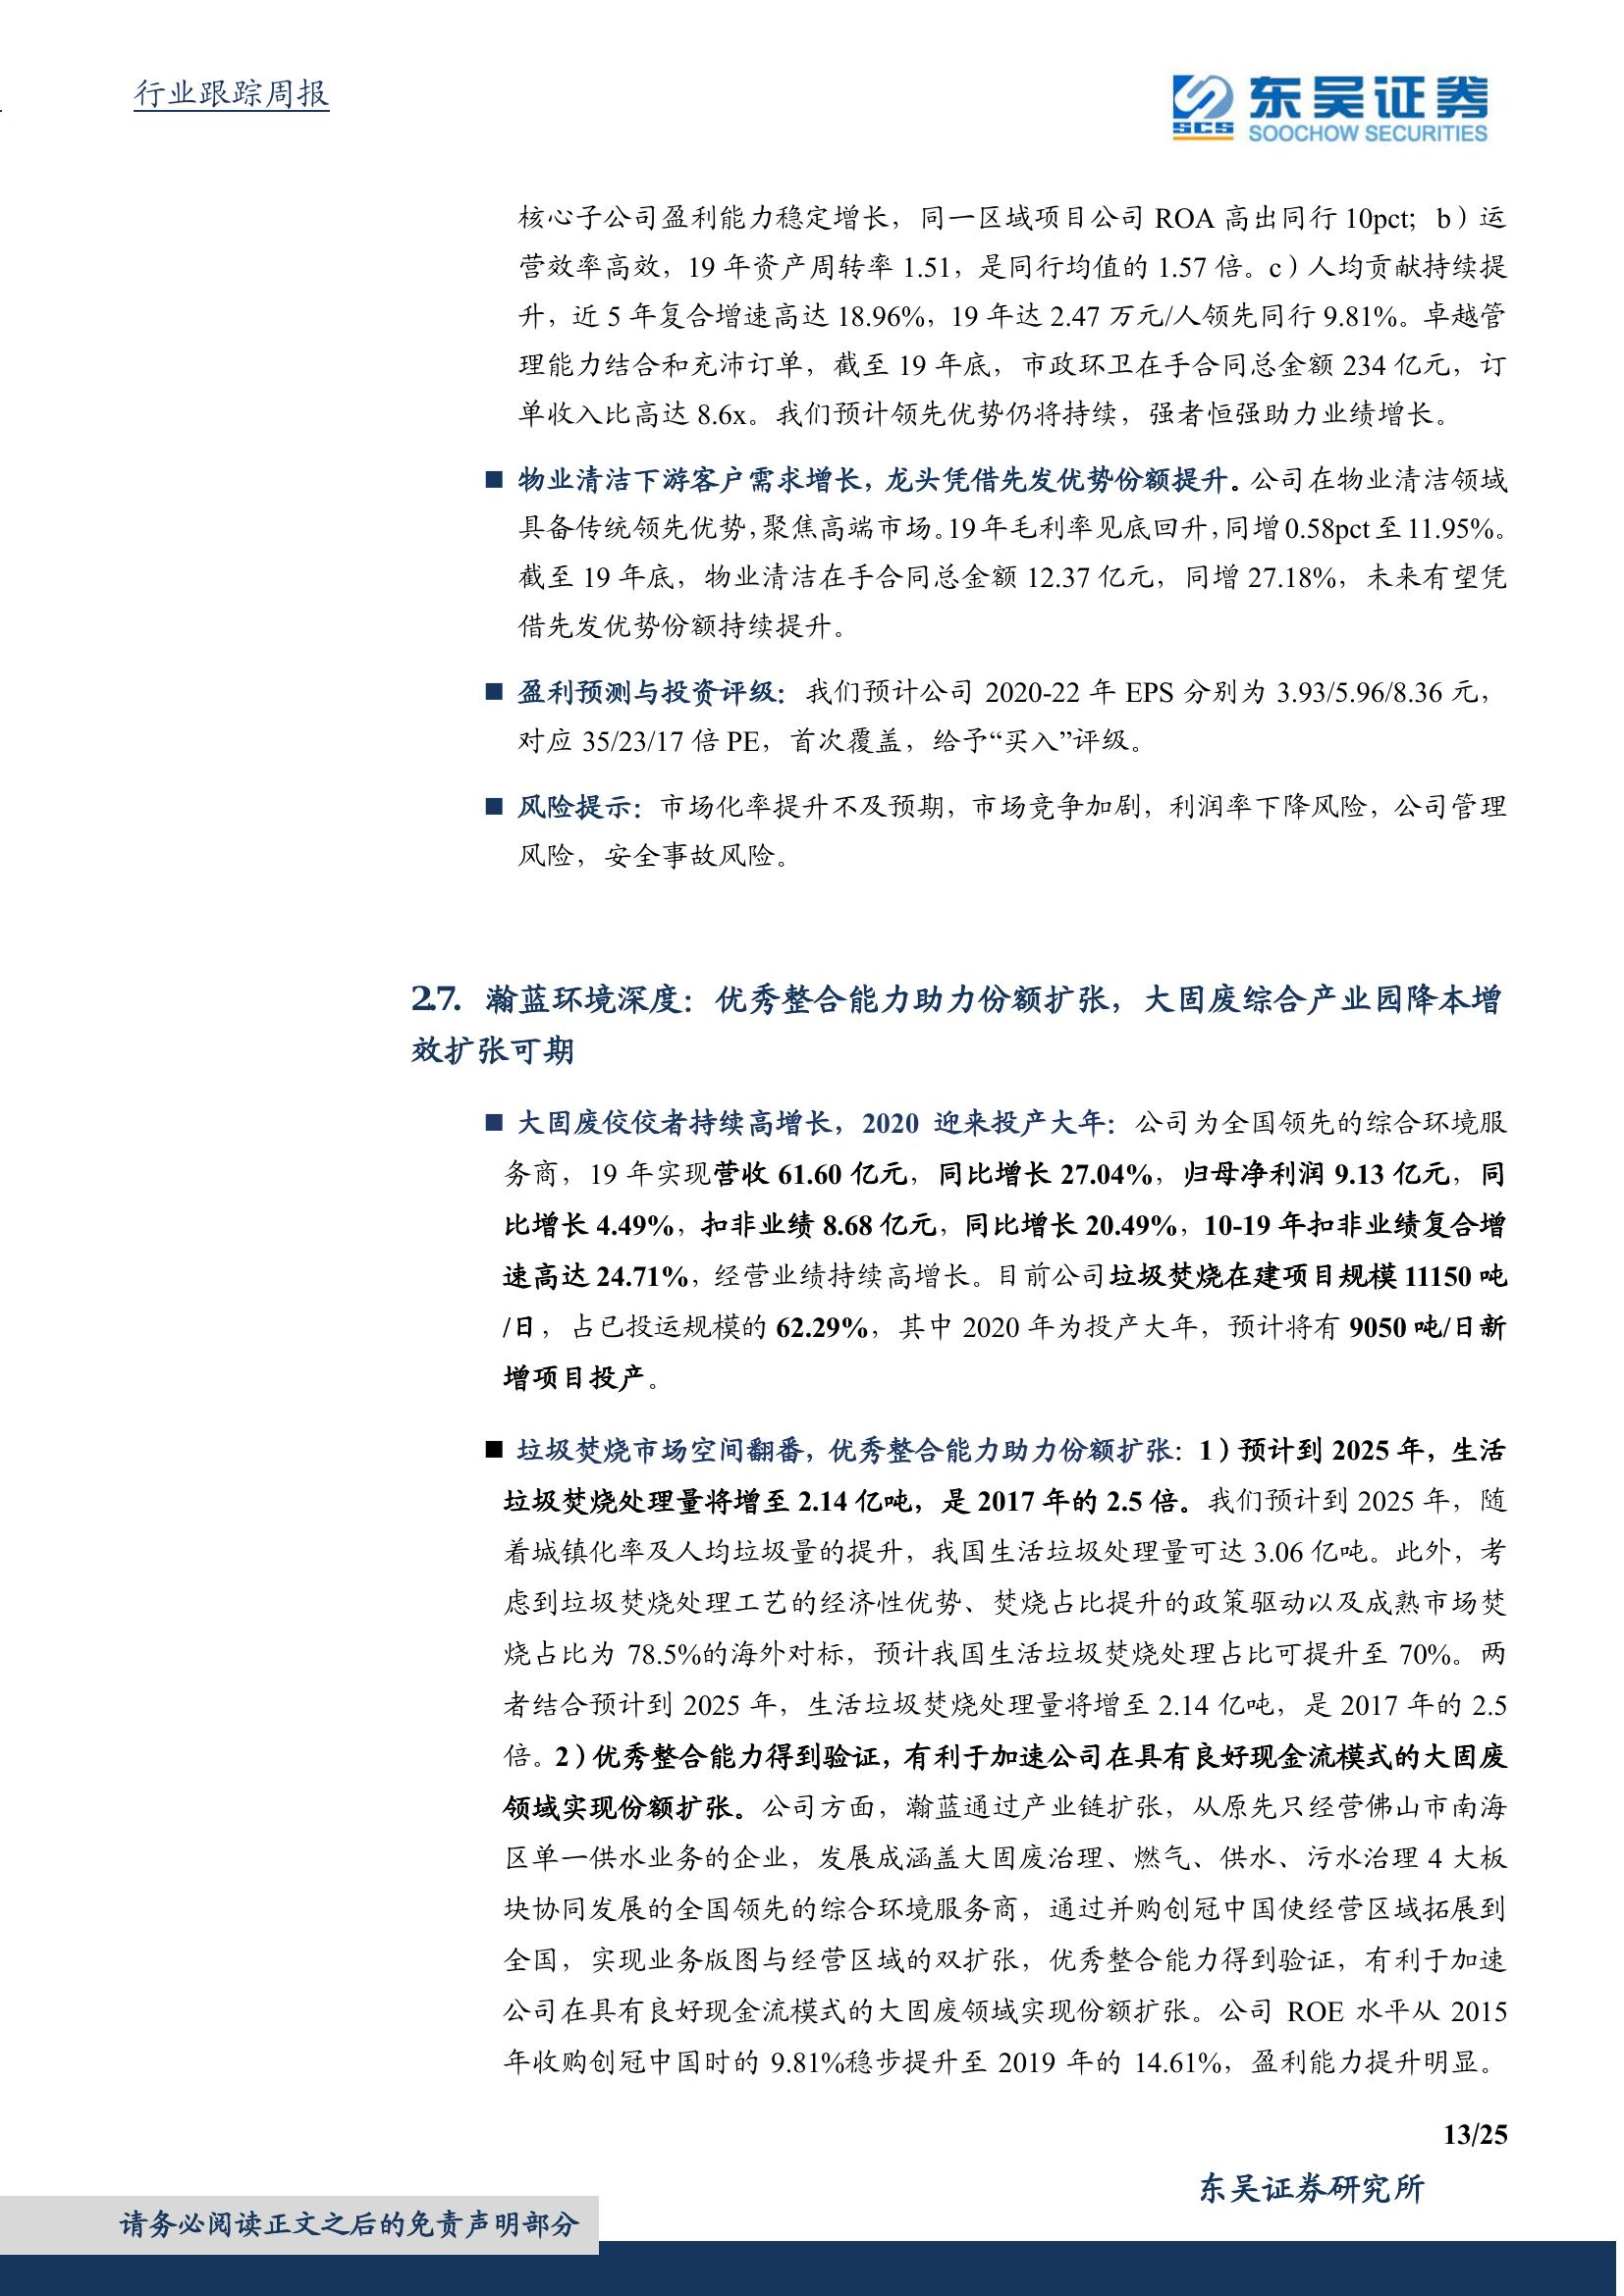 行业跟踪周报
东吴证券
SCS
SOOCHOW SECURITIES
核心子公司盈利能力稳定增长，同一区域项目公司 ROA 高出同行 10pct；b）运
营效率高效，19 年资产周转率 1.51，是同行均值的 1.57 倍。c）人均贡献持续提
升，近 5 年复合增速高达 18.96%，19 年达 2.47 万元/人领先同行 9.81%。卓越管
理能力结合和充沛订单，截至 19 年底，市政环卫在手合同总金额 234 亿元，订
单收入比高达 8.6x。我们预计领先优势仍将持续，强者恒强助力业绩增长。
■ 物业清洁下游客户需求增长，龙头凭借先发优势份额提升。公司在物业清洁领域
具备传统领先优势，聚焦高端市场。19 年毛利率见底回升，同增 0.58pct 至 11.95%。
截至 19 年底，物业清洁在手合同总金额 12.37 亿元，同增 27.18%，未来有望凭
借先发优势份额持续提升。
■ 盈利预测与投资评级：我们预计公司 2020-22 年 EPS 分别为 3.93/5.96/8.36 元，
对应 35/23/17 倍 PE，首次覆盖，给予“买入”评级。
■ 风险提示：市场化率提升不及预期，市场竞争加剧，利润率下降风险，公司管理
风险，安全事故风险。
2.7. 瀚蓝环境深度：优秀整合能力助力份额扩张，大固废综合产业园降本增
效扩张可期
■ 大固废佼佼者持续高增长，2020 迎来投产大年：公司为全国领先的综合环境服
务商，19 年实现营收 61.60 亿元，同比增长 27.04%，归母净利润 9.13 亿元，同
比增长 4.49%，扣非业绩 8.68 亿元，同比增长 20.49%，10-19 年扣非业绩复合增
速高达 24.71%，经营业绩持续高增长。目前公司垃圾焚烧在建项目规模 11150 吨
/日，占已投运规模的 62.29%，其中 2020 年为投产大年，预计将有 9050 吨/日新
增项目投产。
■ 垃圾焚烧市场空间翻番，优秀整合能力助力份额扩张：1）预计到 2025 年，生活
垃圾焚烧处理量将增至 2.14 亿吨，是 2017 年的 2.5 倍。我们预计到 2025 年，随
着城镇化率及人均垃圾量的提升，我国生活垃圾处理量可达 3.06 亿吨。此外，考
虑到垃圾焚烧处理工艺的经济性优势、焚烧占比提升的政策驱动以及成熟市场焚
烧占比为 78.5%的海外对标，预计我国生活垃圾焚烧处理占比可提升至 70%。两
者结合预计到 2025 年，生活垃圾焚烧处理量将增至 2.14 亿吨，是 2017 年的 2.5
倍。2）优秀整合能力得到验证，有利于加速公司在具有良好现金流模式的大固废
领域实现份额扩张。公司方面，瀚蓝通过产业链扩张，从原先只经营佛山市南海
区单一供水业务的企业，发展成涵盖大固废治理、燃气、供水、污水治理 4 大板
块协同发展的全国领先的综合环境服务商，通过并购创冠中国使经营区域拓展到
全国，实现业务版图与经营区域的双扩张，优秀整合能力得到验证，有利于加速
公司在具有良好现金流模式的大固废领域实现份额扩张。公司 ROE 水平从 2015
年收购创冠中国时的 9.81%稳步提升至 2019 年的 14.61%，盈利能力提升明显。
13/25
东吴证券研究所
请务必阅读正文之后的免责声明部分